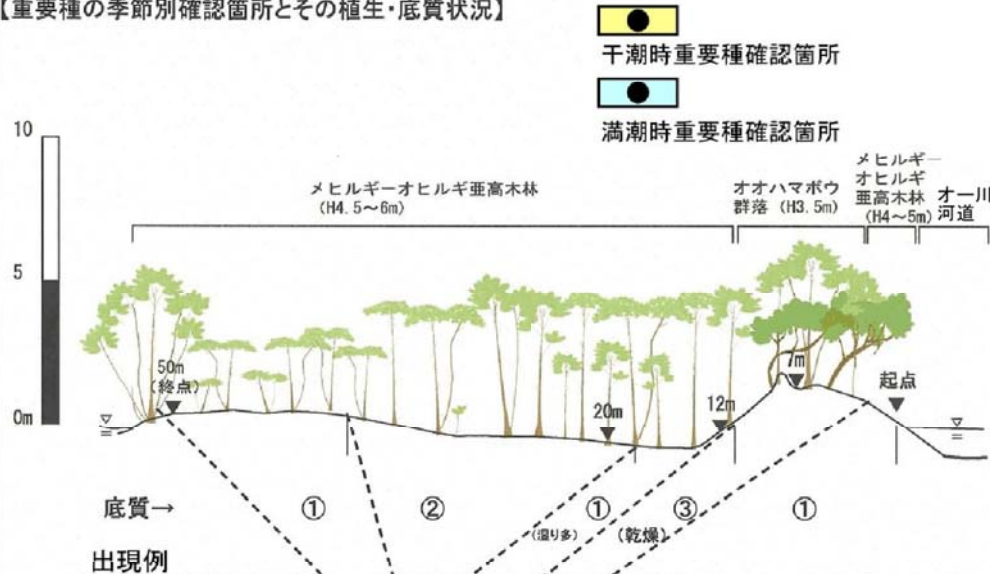 【重要種の季節別確認箇所とその植生・底質状況】
干潮時重要種確認箇所
満潮時重要種確認箇所
10
5
0m
メヒルギーオヒルギ亜高木林
(H4.5～6m)
オオハマボウ
群落 (H3.5m)
メヒルギー
オヒルギ
亜高木林
(H4～5m)
オー川
河道
50m
(終点)
20m
12m
7m
起点
底質→
①
②
①
(湿り多)
(乾燥)
③
①
出現例